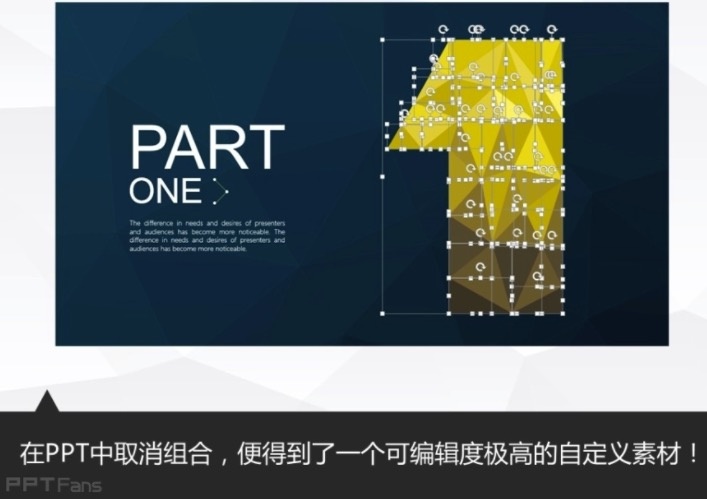 PART
ONE
The difference in needs and desires of presenters
and audiences has become more noticeable. The
difference in needs and desires of presenters and
audiences has become more noticeable.
在PPT中取消组合，便得到了一个可编辑度极高的自定义素材！
PPTFans